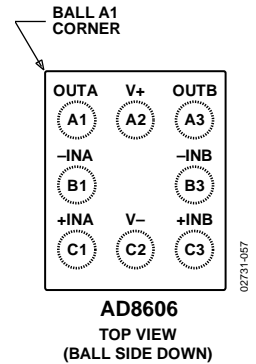 BALL A1
CORNER
OUTA V+ OUTB
A1 A2 A3
–INA –INB
B1 B3
+INA V– +INB
C1 C2 C3
02731-057
AD8606
TOP VIEW
(BALL SIDE DOWN)